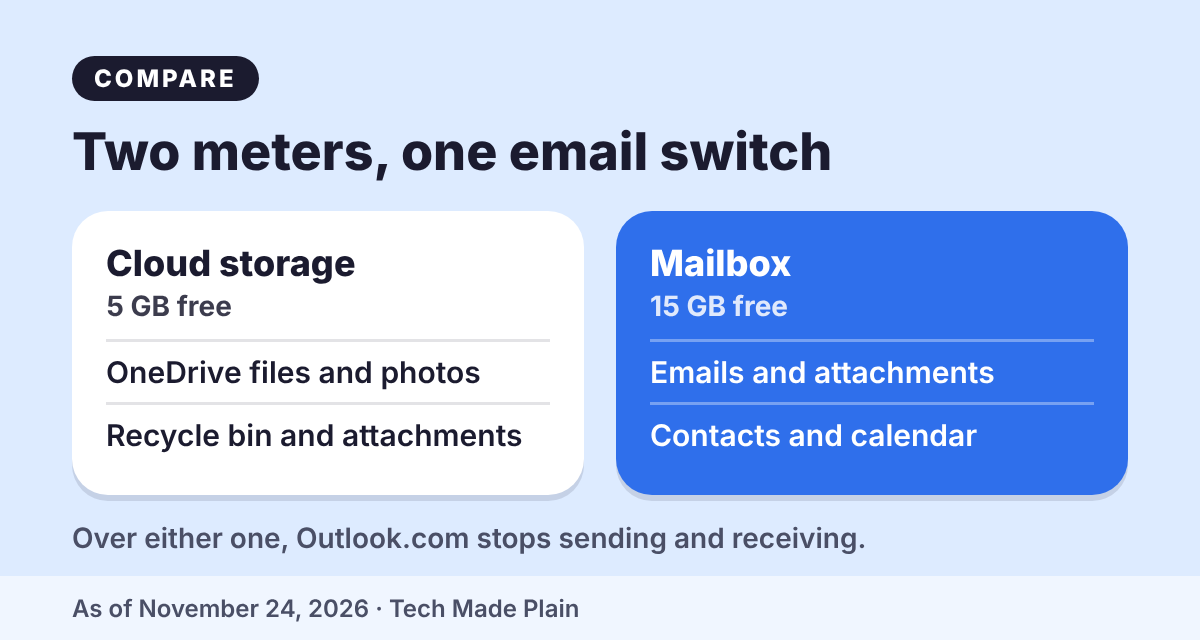 COMPARE
Two meters, one email switch
Cloud storage
5 GB free
OneDrive files and photos
Recycle bin and attachments
Mailbox
15 GB free
Emails and attachments
Contacts and calendar
Over either one, Outlook.com stops sending and receiving.
As of November 24, 2026 · Tech Made Plain